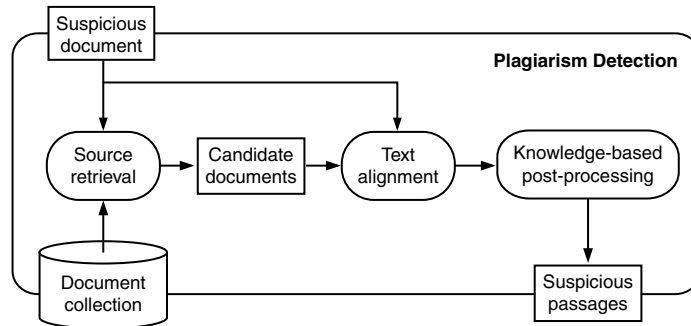 Suspicious
document
Plagiarism Detection
Source
retrieval
Candidate
documents
Text
alignment
Knowledge-based
post-processing
Document
collection
Suspicious
passages